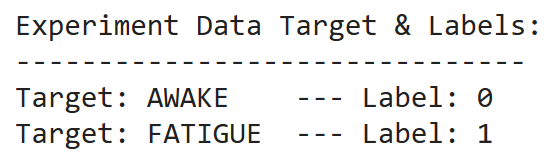 Experiment Data Target & Labels:
-------------------------------
Target: AWAKE    --- Label: 0
Target: FATIGUE  --- Label: 1